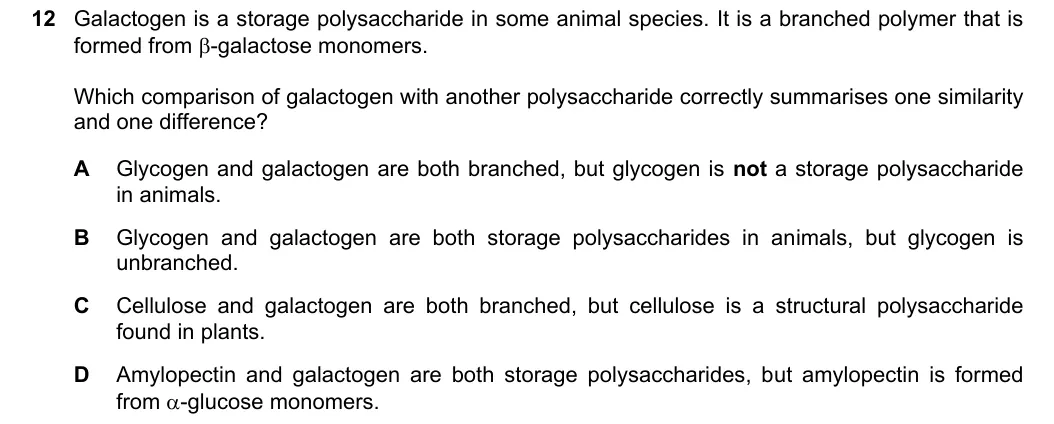 12 Galactogen is a storage polysaccharide in some animal species. It is a branched polymer that is
formed from β-galactose monomers.
Which comparison of galactogen with another polysaccharide correctly summarises one similarity
and one difference?
A Glycogen and galactogen are both branched, but glycogen is not a storage polysaccharide
in animals.
B Glycogen and galactogen are both storage polysaccharides in animals, but glycogen is
unbranched.
C Cellulose and galactogen are both branched, but cellulose is a structural polysaccharide
found in plants.
D Amylopectin and galactogen are both storage polysaccharides, but amylopectin is formed
from α-glucose monomers.